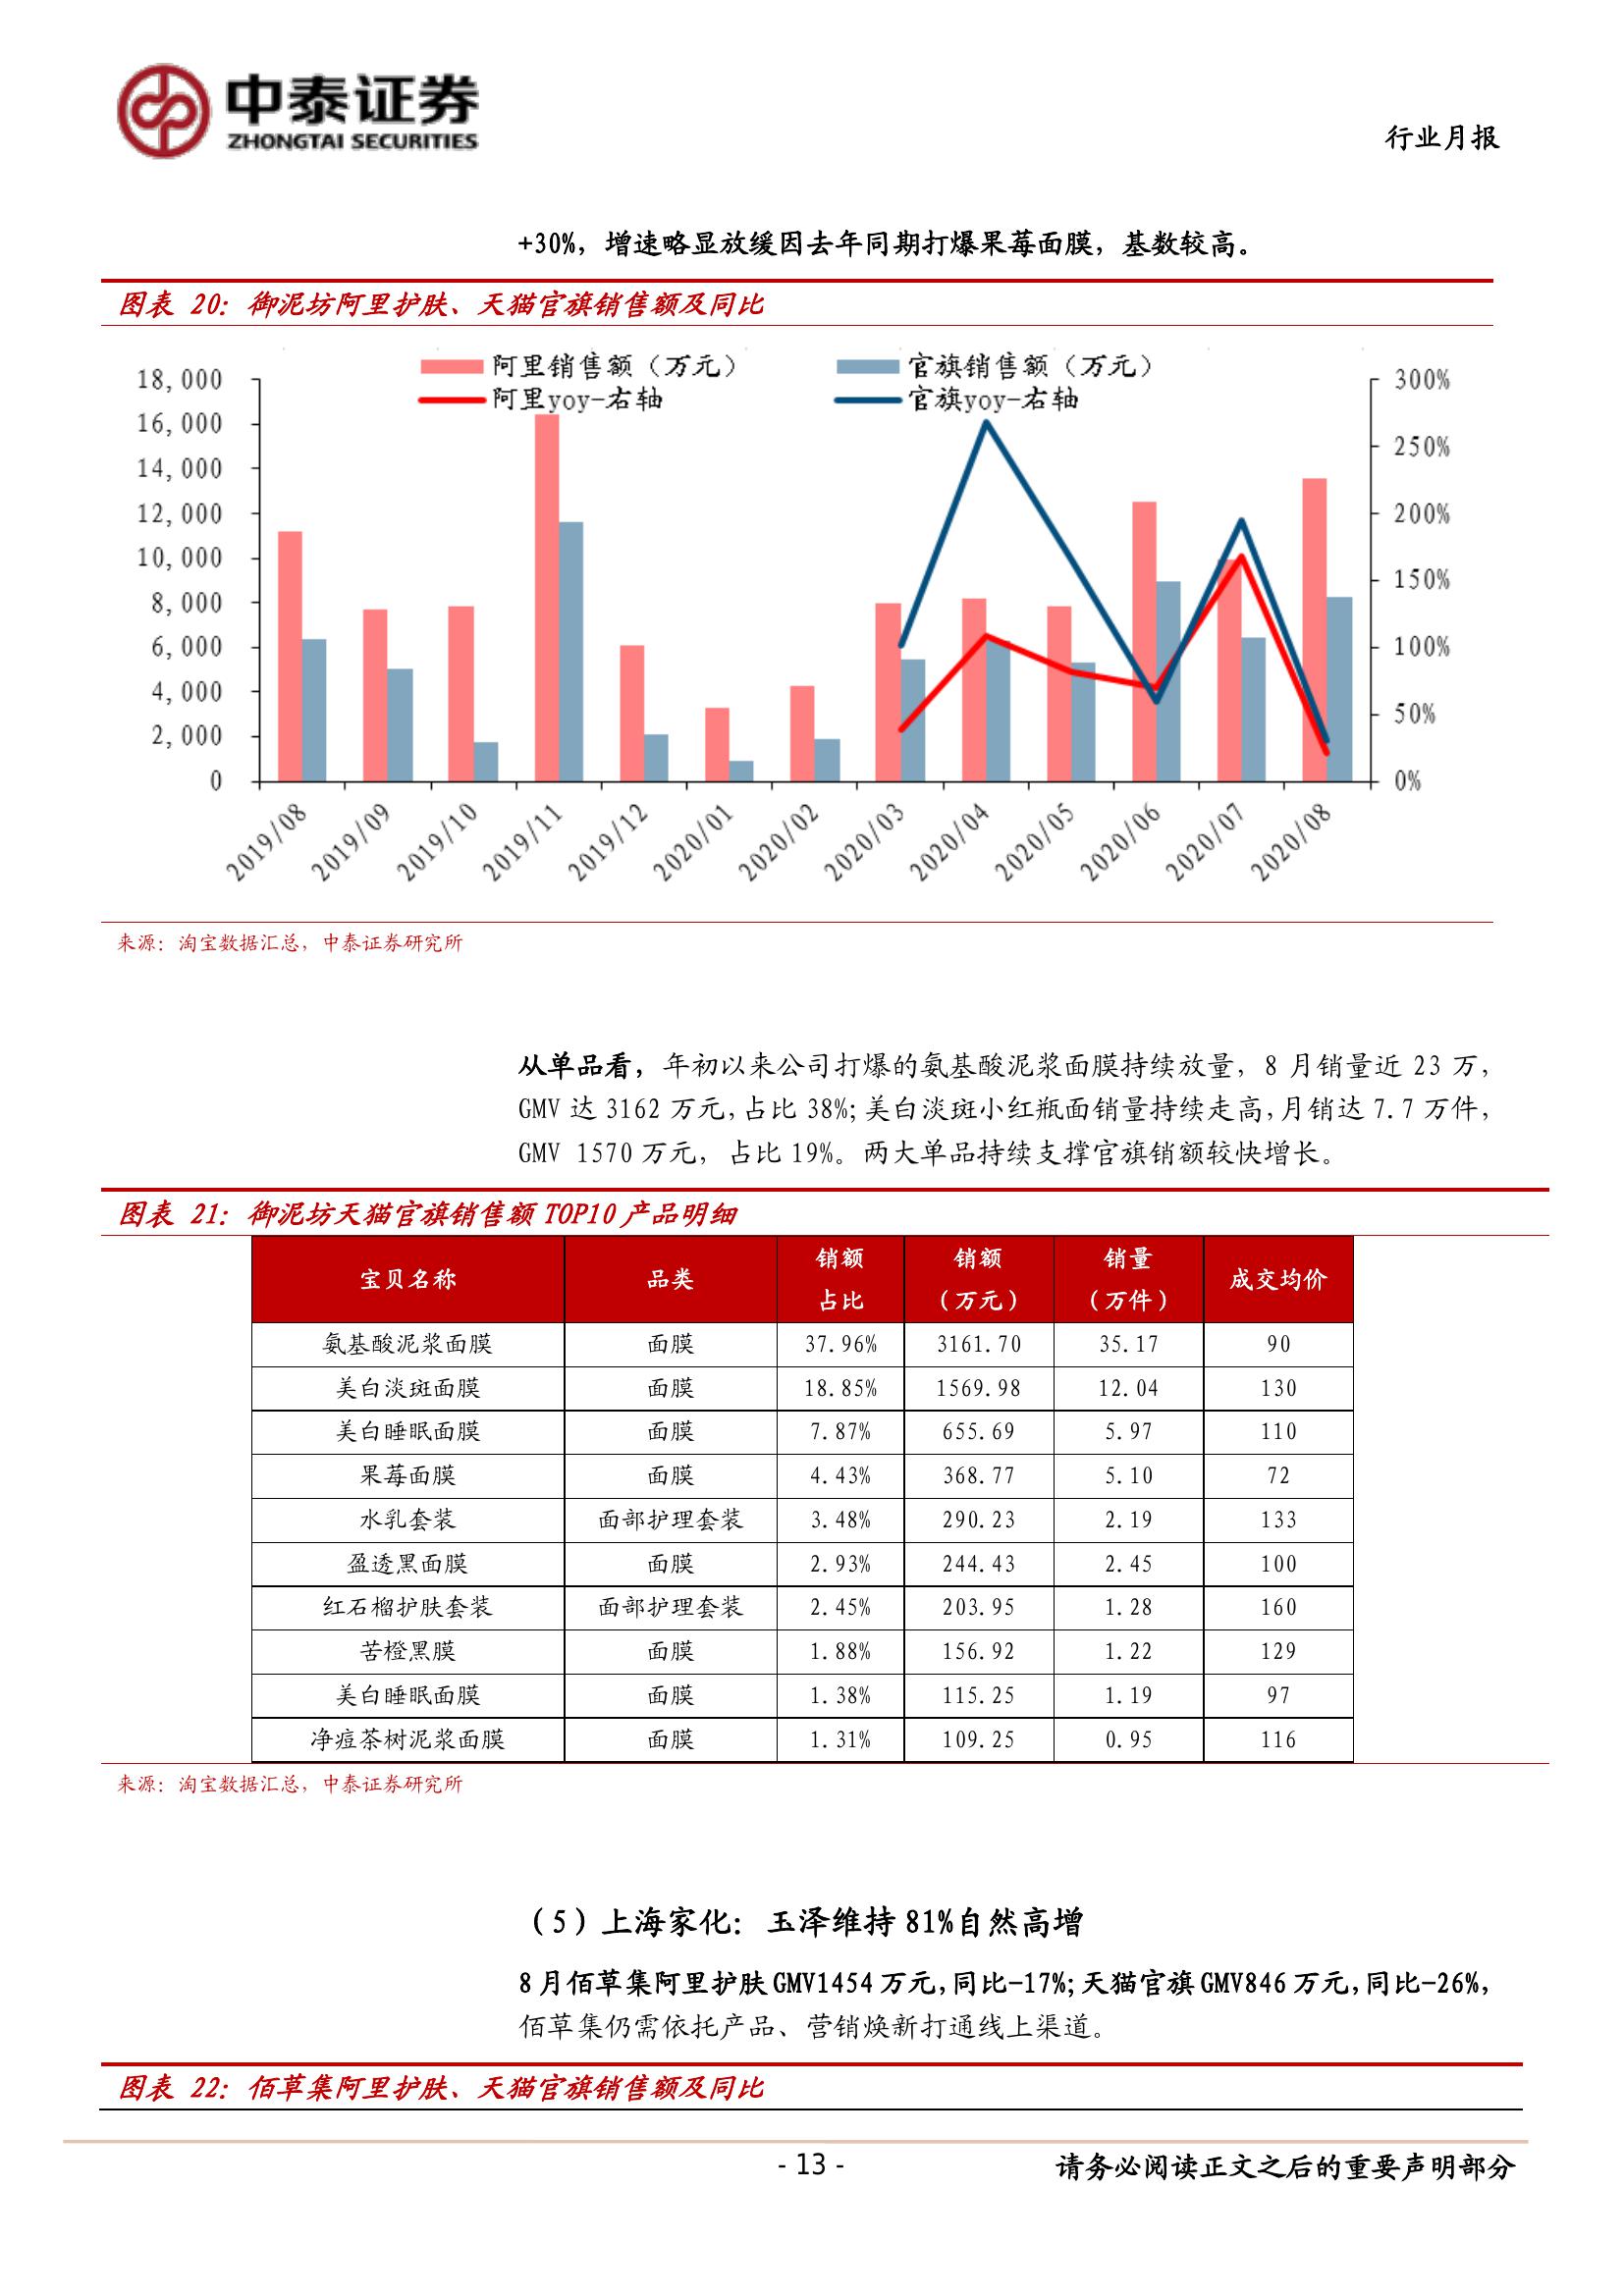 中泰证券
ZHONGTAI SECURITIES
行业月报
+30%，增速略显放缓因去年同期打爆果莓面膜，基数较高。
图表 20：御泥坊阿里护肤、天猫官旗销售额及同比
阿里销售额（万元） 官旗销售额（万元）
阿里yoy-右轴 官旗yoy-右轴
18,000 300%
16,000 250%
14,000 200%
12,000 150%
10,000 100%
8,000 50%
6,000 0%
4,000
2,000
0
2019/08 2019/09 2019/10 2019/11 2019/12 2020/01 2020/02 2020/03 2020/04 2020/05 2020/06 2020/07 2020/08
来源：淘宝数据汇总，中泰证券研究所
从单品看，年初以来公司打爆的氨基酸泥浆面膜持续放量，8 月销量近 23 万，
GMV 达 3162 万元，占比 38%；美白淡斑小红瓶面销量持续走高，月销达 7.7 万件，
GMV 1570 万元，占比 19%。两大单品持续支撑官旗销额较快增长。
图表 21：御泥坊天猫官旗销售额 TOP10 产品明细
宝贝名称 品类 销额占比 销额（万元） 销量（万件） 成交均价
氨基酸泥浆面膜 面膜 37.96% 3161.70 35.17 90
美白淡斑面膜 面膜 18.85% 1569.98 12.04 130
美白睡眠面膜 面膜 7.87% 655.69 5.97 110
果莓面膜 面膜 4.43% 368.77 5.10 72
水乳套装 面部护理套装 3.48% 290.23 2.19 133
盈透黑面膜 面膜 2.93% 244.43 2.45 100
红石榴护肤套装 面部护理套装 2.45% 203.95 1.28 160
苦橙黑膜 面膜 1.88% 156.92 1.22 129
美白睡眠面膜 面膜 1.38% 115.25 1.19 97
净痘茶树泥浆面膜 面膜 1.31% 109.25 0.95 116
来源：淘宝数据汇总，中泰证券研究所
（5）上海家化：玉泽维持 81%自然高增
8 月佰草集阿里护肤 GMV1454 万元，同比-17%；天猫官旗 GMV846 万元，同比-26%，
佰草集仍需依托产品、营销焕新打通线上渠道。
图表 22：佰草集阿里护肤、天猫官旗销售额及同比
- 13 -
请务必阅读正文之后的重要声明部分